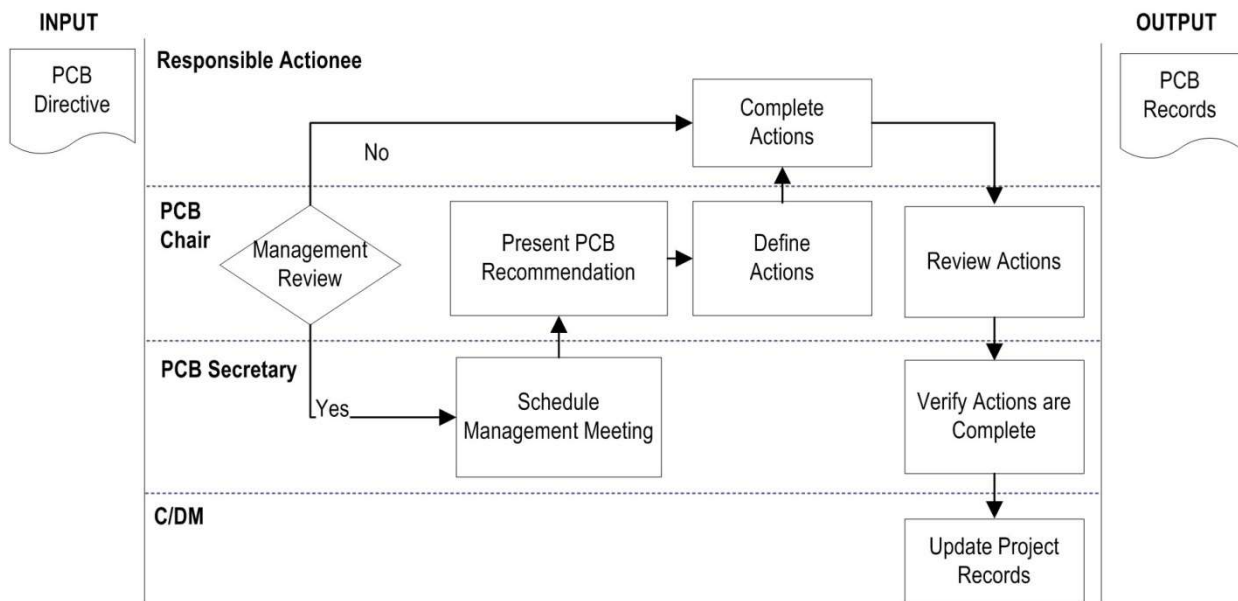 INPUT
OUTPUT
PCB
Directive
Responsible Actionee
Complete
Actions
PCB
Records
No
PCB
Chair
Management
Review
Present PCB
Recommendation
Define
Actions
Review Actions
PCB Secretary
Yes
Schedule
Management Meeting
Verify Actions are
Complete
C/DM
Update Project
Records